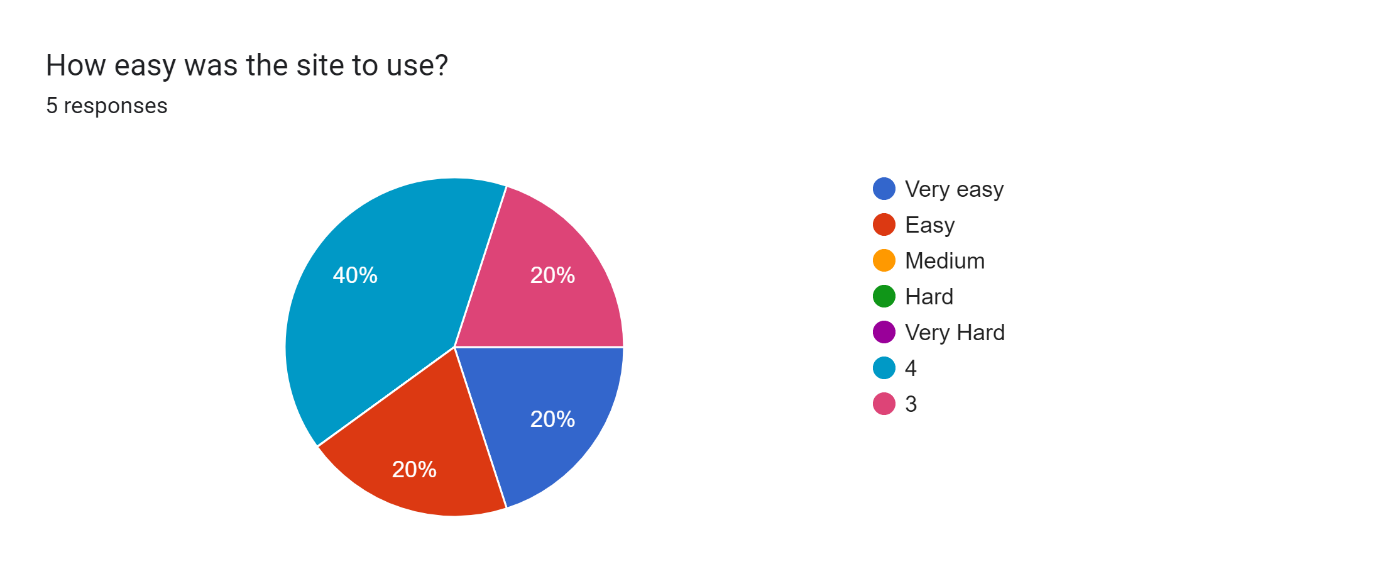 How easy was the site to use?
5 responses
40%
20%
20%
20%
Very easy
Easy
Medium
Hard
Very Hard
4
3